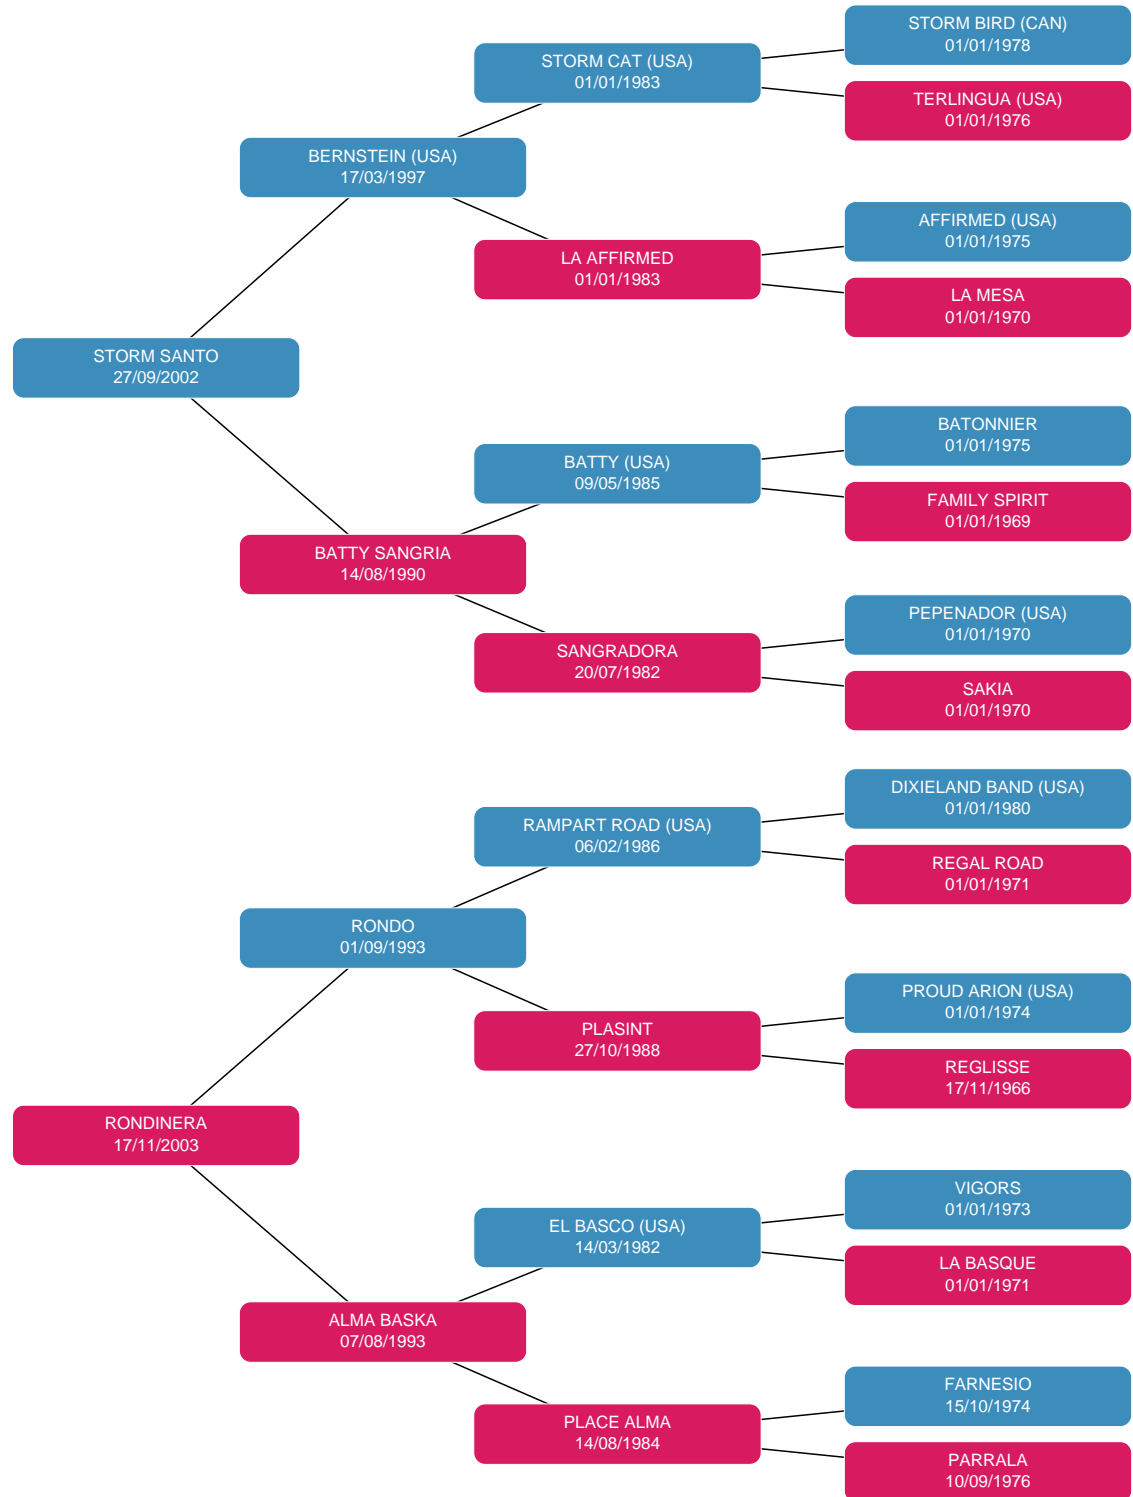 STORM BIRD (CAN)
01/01/1978
STORM CAT (USA)
01/01/1983
TERLINGUA (USA)
01/01/1976
BERNSTEIN (USA)
17/03/1997
AFFIRMED (USA)
01/01/1975
LA AFFIRMED
01/01/1983
LA MESA
01/01/1970
STORM SANTO
27/09/2002
BATONNIER
01/01/1975
BATTY (USA)
09/05/1985
FAMILY SPIRIT
01/01/1969
BATTY SANGRIA
14/08/1990
PEPENADOR (USA)
01/01/1970
SANGRADORA
20/07/1982
SAKIA
01/01/1970
DIXIELAND BAND (USA)
01/01/1980
RAMPART ROAD (USA)
06/02/1986
REGAL ROAD
01/01/1971
RONDO
01/09/1993
PROUD ARION (USA)
01/01/1974
PLASINT
27/10/1988
REGLISSE
17/11/1966
RONDINERA
17/11/2003
VIGORS
01/01/1973
EL BASCO (USA)
14/03/1982
LA BASQUE
01/01/1971
ALMA BASKA
07/08/1993
FARNESIO
15/10/1974
PLACE ALMA
14/08/1984
PARRALA
10/09/1976